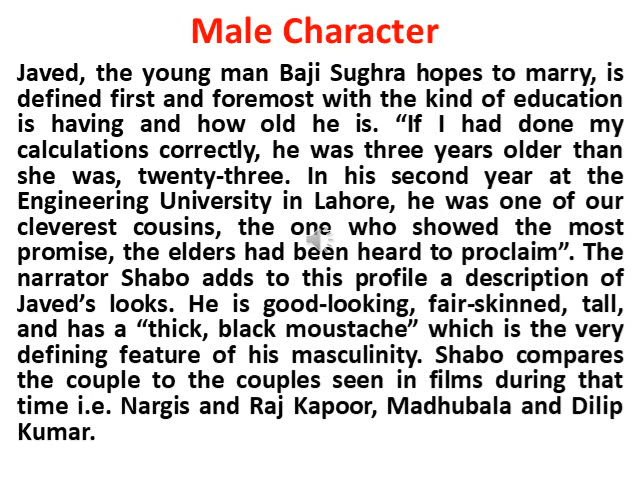 Male Character
Javed, the young man Baji Sughra hopes to marry, is
defined first and foremost with the kind of education
is having and how old he is. “If I had done my
calculations correctly, he was three years older than
she was, twenty-three. In his second year at the
Engineering University in Lahore, he was one of our
cleverest cousins, the one who showed the most
promise, the elders had been heard to proclaim”. The
narrator Shabo adds to this profile a description of
Javed’s looks. He is good-looking, fair-skinned, tall,
and has a “thick, black moustache” which is the very
defining feature of his masculinity. Shabo compares
the couple to the couples seen in films during that
time i.e. Nargis and Raj Kapoor, Madhubala and Dilip
Kumar.